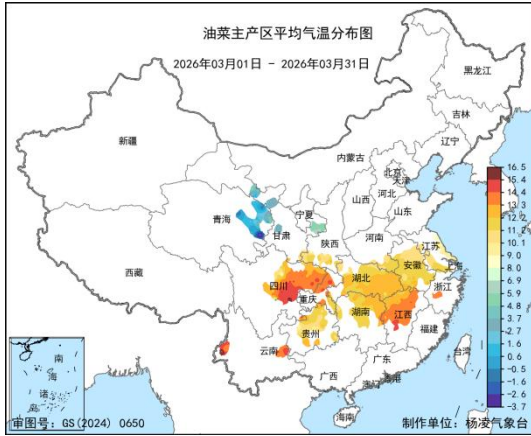 油菜主产区平均气温分布图
2026年03月01日 - 2026年03月31日
黑龙江
吉林
辽宁
新疆
内蒙古
北京
天津
河北
山西
山东
宁夏
青海
甘肃
陕西
河南
江苏
安徽
上海
西藏
四川
重庆
湖北
浙江
湖南
江西
贵州
福建
云南
台湾
广西
广东
澳门
香港
海南
南
海
诸
岛
16.5
15.4
14.3
13.2
12.3
11.2
10.1
9.0
8.0
6.9
5.9
4.8
3.7
2.7
1.6
0.5
-0.5
-1.6
-2.6
-3.7
审图号: GS(2024) 0650
制作单位: 杨凌气象台